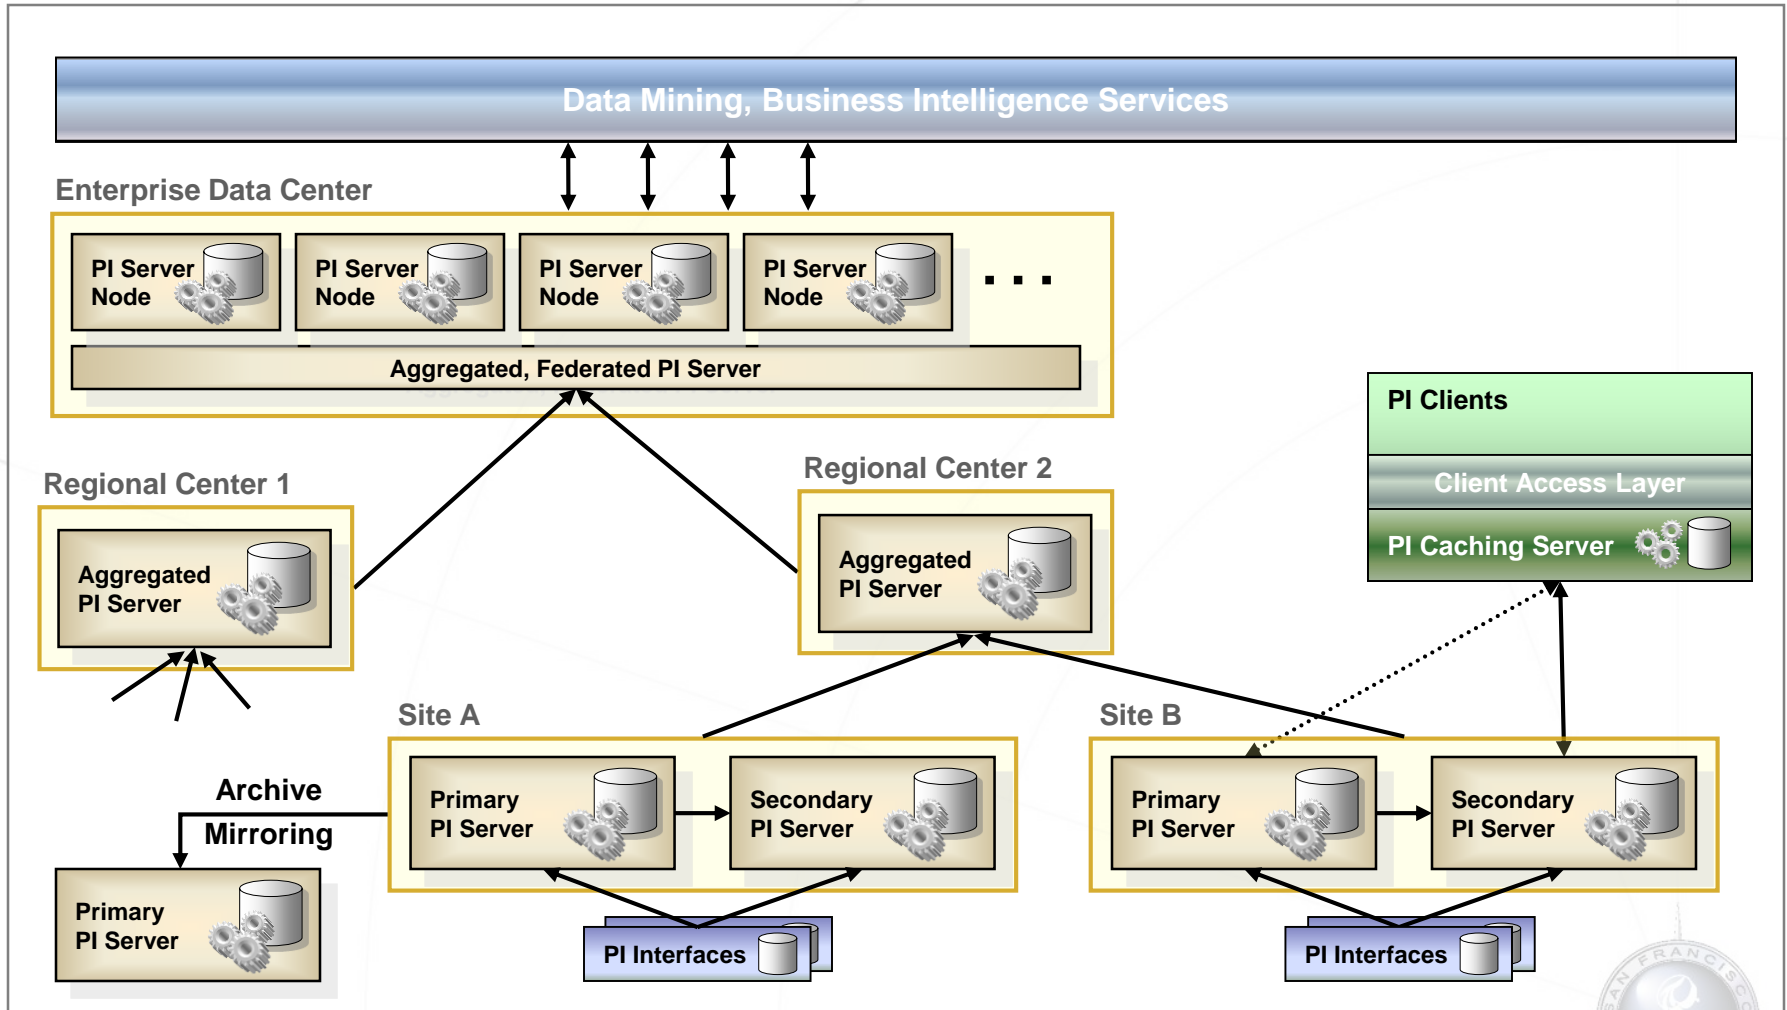 Data Mining, Business Intelligence Services
Enterprise Data Center
PI Server
Node
PI Server
Node
PI Server
Node
PI Server
Node
. . .
Aggregated, Federated PI Server
PI Clients
Client Access Layer
PI Caching Server
Regional Center 1
Aggregated
PI Server
Regional Center 2
Aggregated
PI Server
Site A
Primary
PI Server
Secondary
PI Server
Site B
Primary
PI Server
Secondary
PI Server
Archive
Mirroring
Primary
PI Server
PI Interfaces
PI Interfaces
SAN FRANCISCO